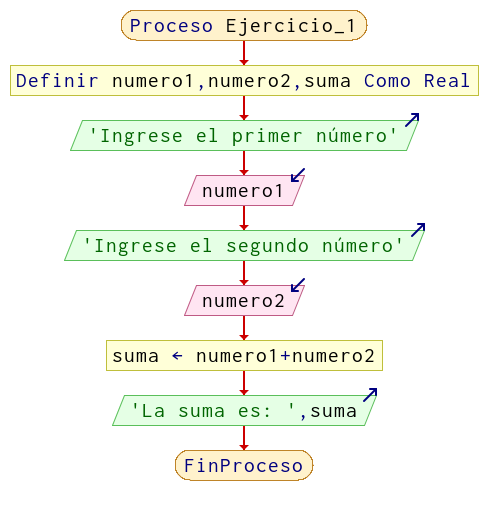 Proceso Ejercicio_1
Definir numero1,numero2,suma Como Real
'Ingrese el primer número'
numero1
'Ingrese el segundo número'
numero2
suma ← numero1+numero2
'La suma es: ',suma
FinProceso